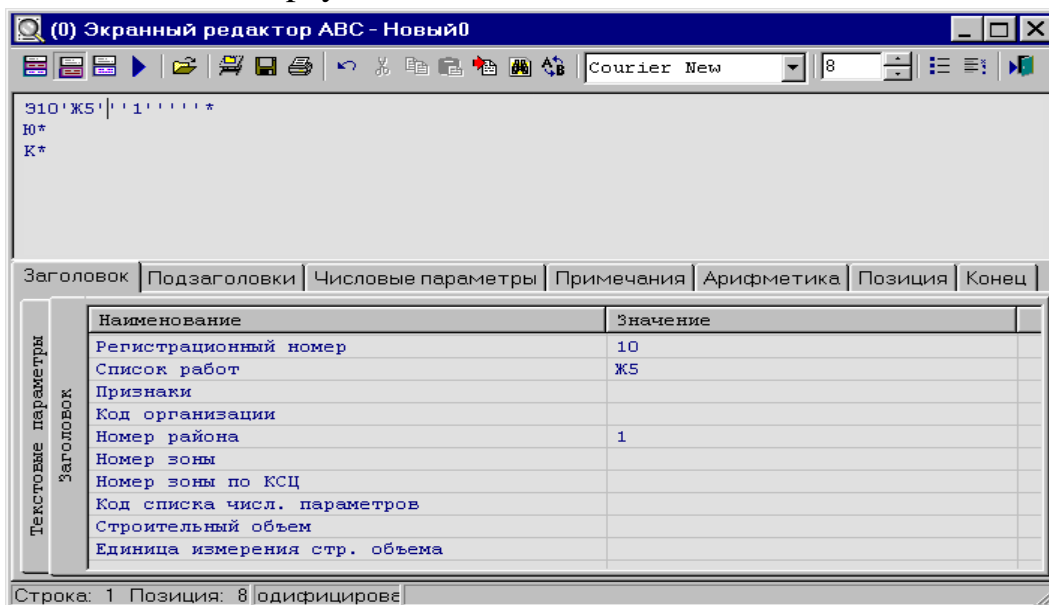 (0) Экранный редактор АВС - Новый0
Courier New 8
Э10'Ж5'''1'''''*
Ю*
К*
Заголовок Подзаголовки Числовые параметры Примечания Арифметика Позиция Конец
Текстовые параметры
Заголовок
Наименование Значение
Регистрационный номер 10
Список работ Ж5
Признаки
Код организации
Номер района 1
Номер зоны
Номер зоны по КСЦ
Код списка числ. параметров
Строительный объем
Единица измерения стр. объема
Строка: 1 Позиция: 8 одифицирова